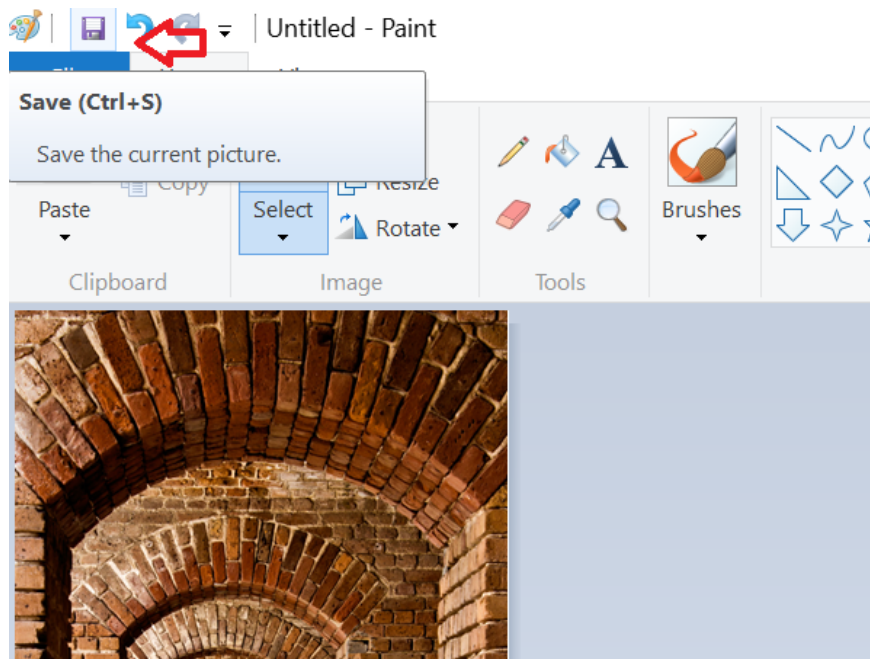 Untitled - Paint
Save (Ctrl+S)
Save the current picture.
Copy
Resize
Paste
Select
Rotate
Brushes
Clipboard
Image
Tools